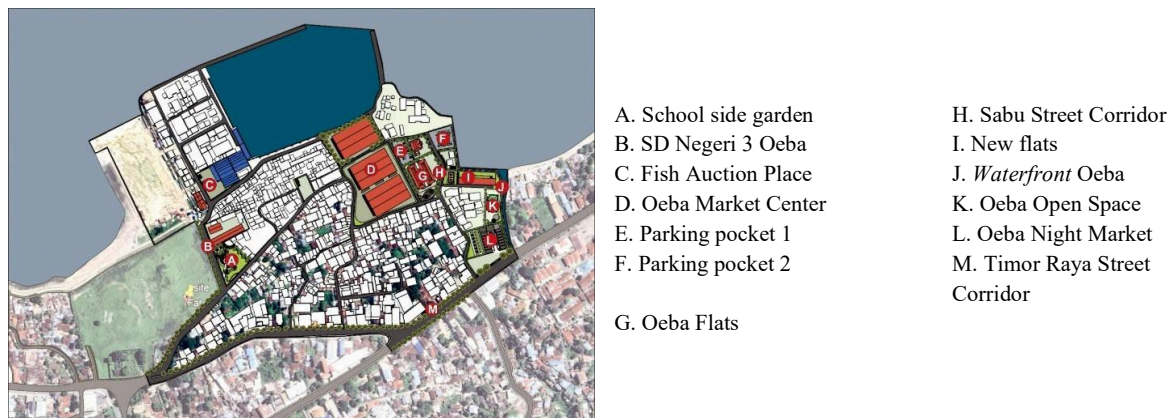 A
B
C
D
E
F
G
H
I
J
K
L
M
site
A. School side garden
B. SD Negeri 3 Oeba
C. Fish Auction Place
D. Oeba Market Center
E. Parking pocket 1
F. Parking pocket 2
G. Oeba Flats
H. Sabu Street Corridor
I. New flats
J. Waterfront Oeba
K. Oeba Open Space
L. Oeba Night Market
M. Timor Raya Street
Corridor